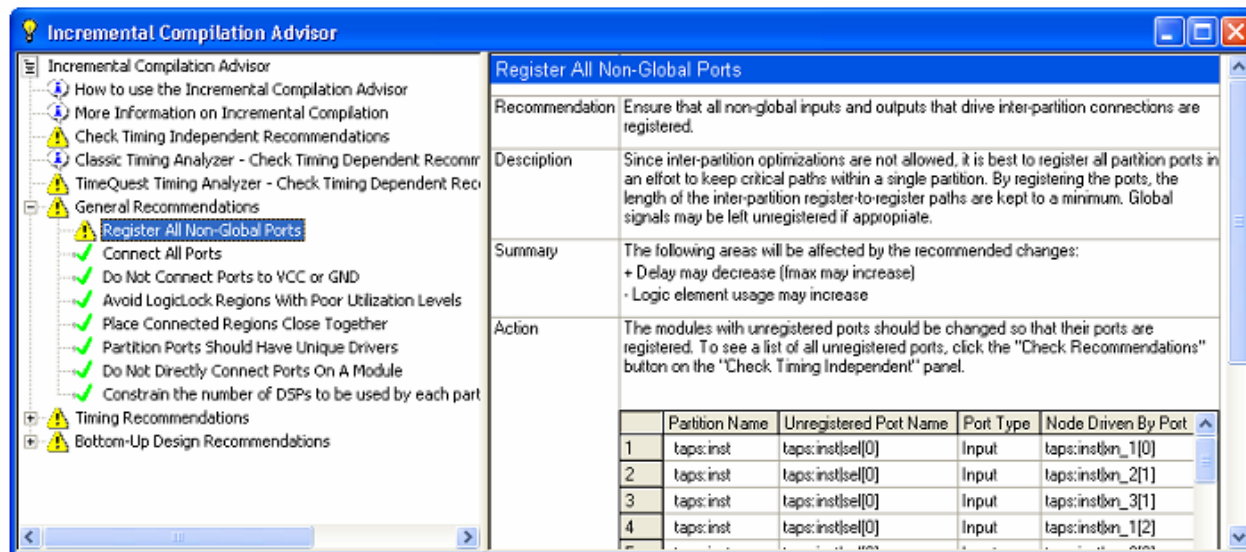 Incremental Compilation Advisor
Incremental Compilation Advisor
How to use the Incremental Compilation Advisor
More Information on Incremental Compilation
Check Timing Independent Recommendations
Classic Timing Analyzer - Check Timing Dependent Recomm
TimeQuest Timing Analyzer - Check Timing Dependent Rec
General Recommendations
Register All Non-Global Ports
Connect All Ports
Do Not Connect Ports to VCC or GND
Avoid LogicLock Regions With Poor Utilization Levels
Place Connected Regions Close Together
Partition Ports Should Have Unique Drivers
Do Not Directly Connect Ports On A Module
Constrain the number of DSPs to be used by each part
Timing Recommendations
Bottom-Up Design Recommendations
Register All Non-Global Ports
Recommendation Ensure that all non-global inputs and outputs that drive inter-partition connections are
registered.
Description Since inter-partition optimizations are not allowed, it is best to register all partition ports in
an effort to keep critical paths within a single partition. By registering the ports, the
length of the inter-partition register-to-register paths are kept to a minimum. Global
signals may be left unregistered if appropriate.
Summary The following areas will be affected by the recommended changes:
+ Delay may decrease (fmax may increase)
- Logic element usage may increase
Action The modules with unregistered ports should be changed so that their ports are
registered. To see a list of all unregistered ports, click the "Check Recommendations"
button on the "Check Timing Independent" panel.
Partition Name Unregistered Port Name Port Type Node Driven By Port
1 taps:inst taps:inst|sel[0] Input taps:inst|xn_1[0]
2 taps:inst taps:inst|sel[0] Input taps:inst|xn_2[1]
3 taps:inst taps:inst|sel[0] Input taps:inst|xn_3[1]
4 taps:inst taps:inst|sel[0] Input taps:inst|xn_1[2]